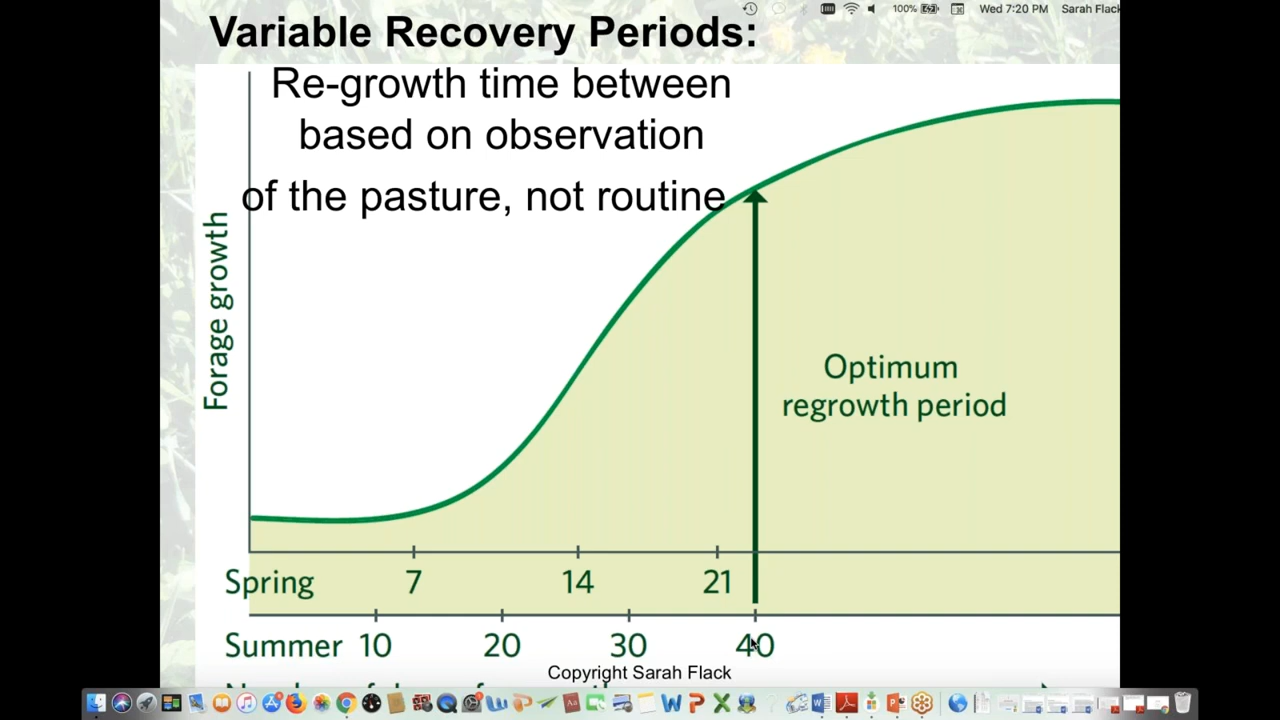 100%
Wed 7:20 PM
Sarah Flack
Variable Recovery Periods:
Re-growth time between
based on observation
of the pasture, not routine
Forage growth
Optimum
regrowth period
Spring 7 14 21
Summer 10 20 30 40
Copyright Sarah Flack